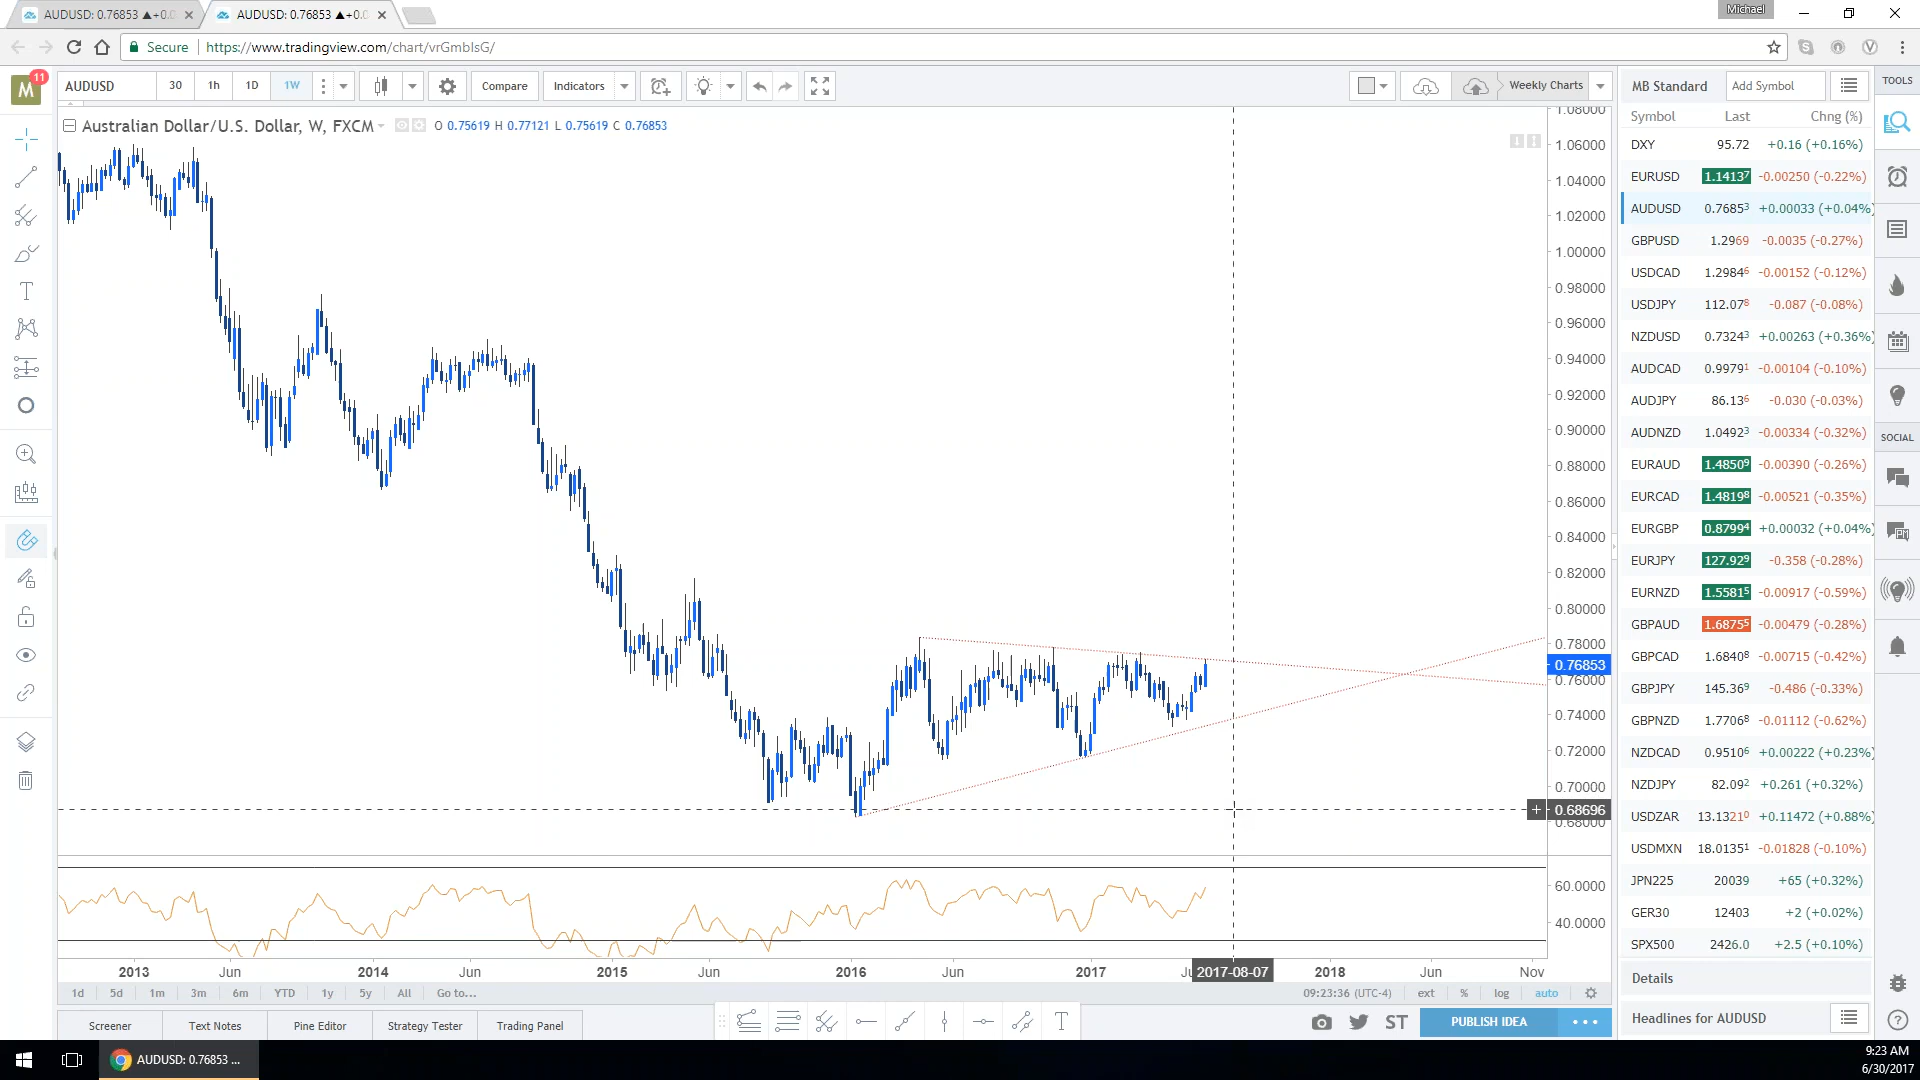 AUDUSD: 0.76853 ▲+0.0
AUDUSD: 0.76853 ▲+0.0
Michael
Secure
https://www.tradingview.com/chart/vrGmbIsG/
M
11
AUDUSD
30
1h
1D
1W
Compare
Indicators
Weekly Charts
MB Standard
Add Symbol
TOOLS
Australian Dollar/U.S. Dollar, W, FXCM
O 0.75619 H 0.77121 L 0.75619 C 0.76853
1.08000
1.06000
1.04000
1.02000
1.00000
0.98000
0.96000
0.94000
0.92000
0.90000
0.88000
0.86000
0.84000
0.82000
0.80000
0.78000
0.76853
0.76000
0.74000
0.72000
0.70000
0.68696
0.68000
60.0000
40.0000
2013
Jun
2014
Jun
2015
Jun
2016
Jun
2017
2017-08-07
2018
Jun
Nov
Symbol Last Chng (%)
DXY 95.72 +0.16 (+0.16%)
EURUSD 1.14137 -0.00250 (-0.22%)
AUDUSD 0.76853 +0.00033 (+0.04%)
GBPUSD 1.2969 -0.0035 (-0.27%)
USDCAD 1.29846 -0.00152 (-0.12%)
USDJPY 112.078 -0.087 (-0.08%)
NZDUSD 0.73243 +0.00263 (+0.36%)
AUDCAD 0.99791 -0.00104 (-0.10%)
AUDJPY 86.136 -0.030 (-0.03%)
AUDNZD 1.04923 -0.00334 (-0.32%)
EURAUD 1.48509 -0.00390 (-0.26%)
EURCAD 1.48198 -0.00521 (-0.35%)
EURGBP 0.87994 +0.00032 (+0.04%)
EURJPY 127.929 -0.358 (-0.28%)
EURNZD 1.55815 -0.00917 (-0.59%)
GBPAUD 1.68755 -0.00479 (-0.28%)
GBPCAD 1.68408 -0.00715 (-0.42%)
GBPJPY 145.369 -0.486 (-0.33%)
GBPNZD 1.77068 -0.01112 (-0.62%)
NZDCAD 0.95106 +0.00222 (+0.23%)
NZDJPY 82.092 +0.261 (+0.32%)
USDZAR 13.13210 +0.11472 (+0.88%)
USDMXN 18.01351 -0.01828 (-0.10%)
JPN225 20039 +65 (+0.32%)
GER30 12403 +2 (+0.02%)
SPX500 2426.0 +2.5 (+0.10%)
SOCIAL
Details
Headlines for AUDUSD
1d 5d 1m 3m 6m YTD 1y 5y All Go to...
09:23:36 (UTC-4) ext % log auto
Screener
Text Notes
Pine Editor
Strategy Tester
Trading Panel
ST
PUBLISH IDEA
AUDUSD: 0.76853 ...
9:23 AM
6/30/2017